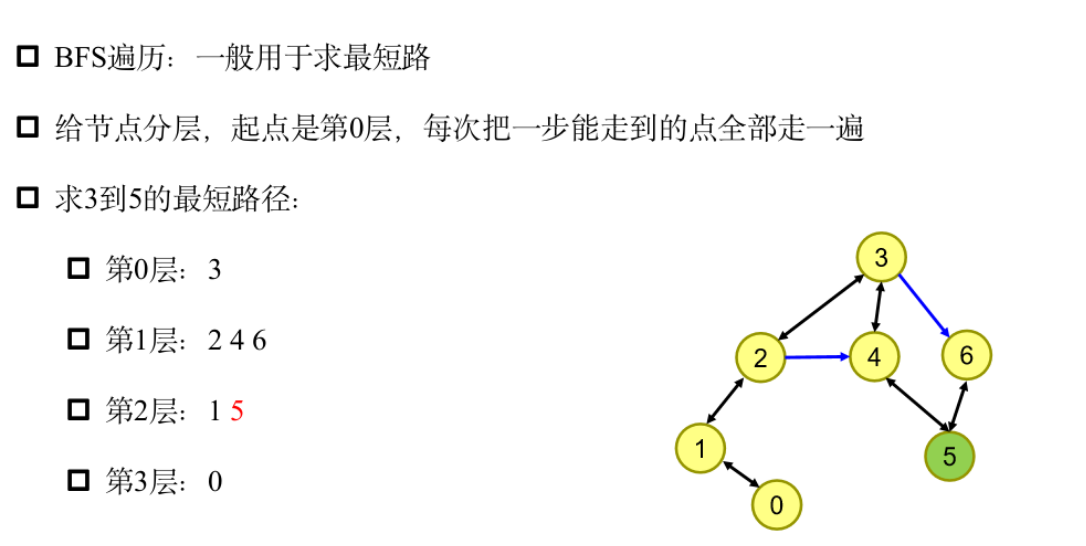 BFS遍历：一般用于求最短路
给节点分层，起点是第0层，每次把一步能走到的点全部走一遍
求3到5的最短路径：
第0层：3
第1层：2 4 6
第2层：1 5
第3层：0
3
2
4
6
1
5
0